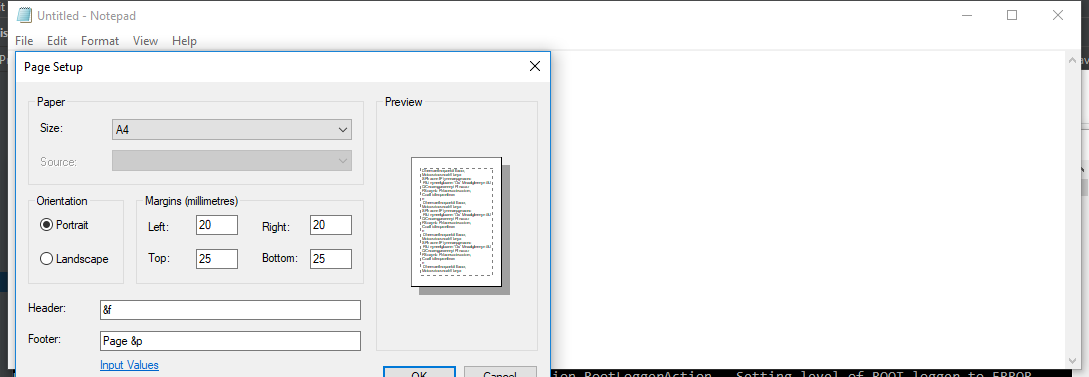 Untitled - Notepad
File Edit Format View Help
Page Setup
Paper
Size: A4
Source:
Preview
Orientation
Portrait
Landscape
Margins (millimetres)
Left: 20 Right: 20
Top: 25 Bottom: 25
Header: &f
Footer: Page &p
Input Values
OK Cancel
ion.RootLoggerAction - Setting level of ROOT logger to ERROR